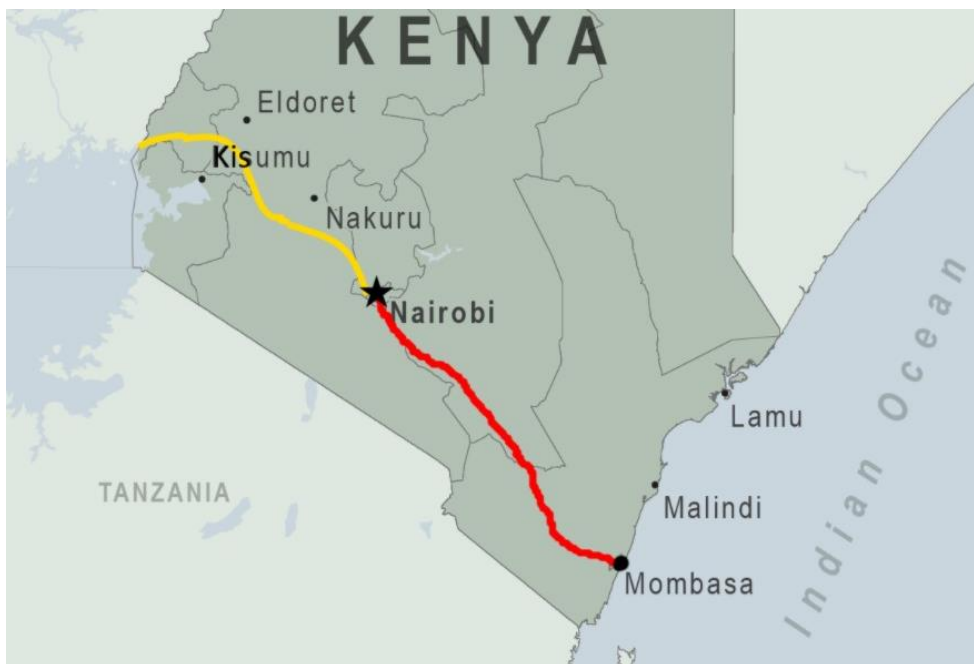 KENYA
Eldoret
Kisumu
Nakuru
Nairobi
Lamu
TANZANIA
Malindi
Mombasa
Indian Ocean